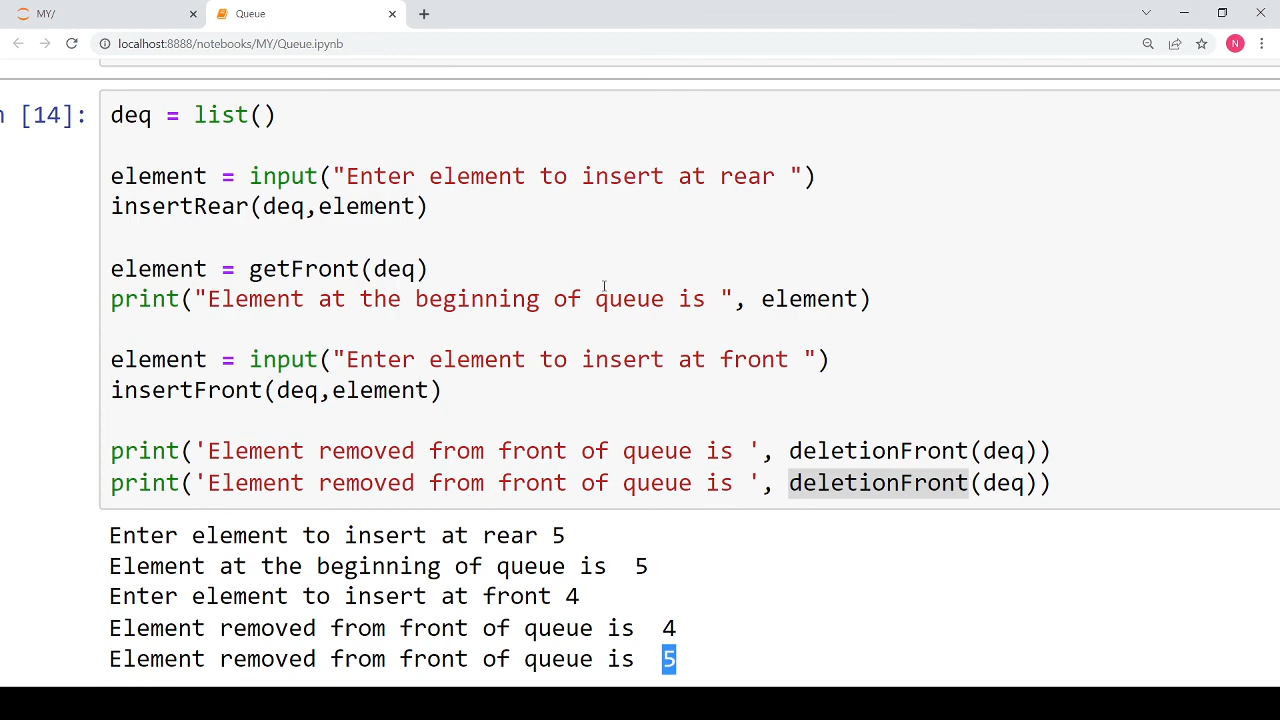 MY/
Queue
localhost:8888/notebooks/MY/Queue.ipynb
N
[14]:
deq = list()
element = input("Enter element to insert at rear ")
insertRear(deq,element)
element = getFront(deq)
print("Element at the beginning of queue is ", element)
element = input("Enter element to insert at front ")
insertFront(deq,element)
print('Element removed from front of queue is ', deletionFront(deq))
print('Element removed from front of queue is ', deletionFront(deq))
Enter element to insert at rear 5
Element at the beginning of queue is  5
Enter element to insert at front 4
Element removed from front of queue is  4
Element removed from front of queue is  5